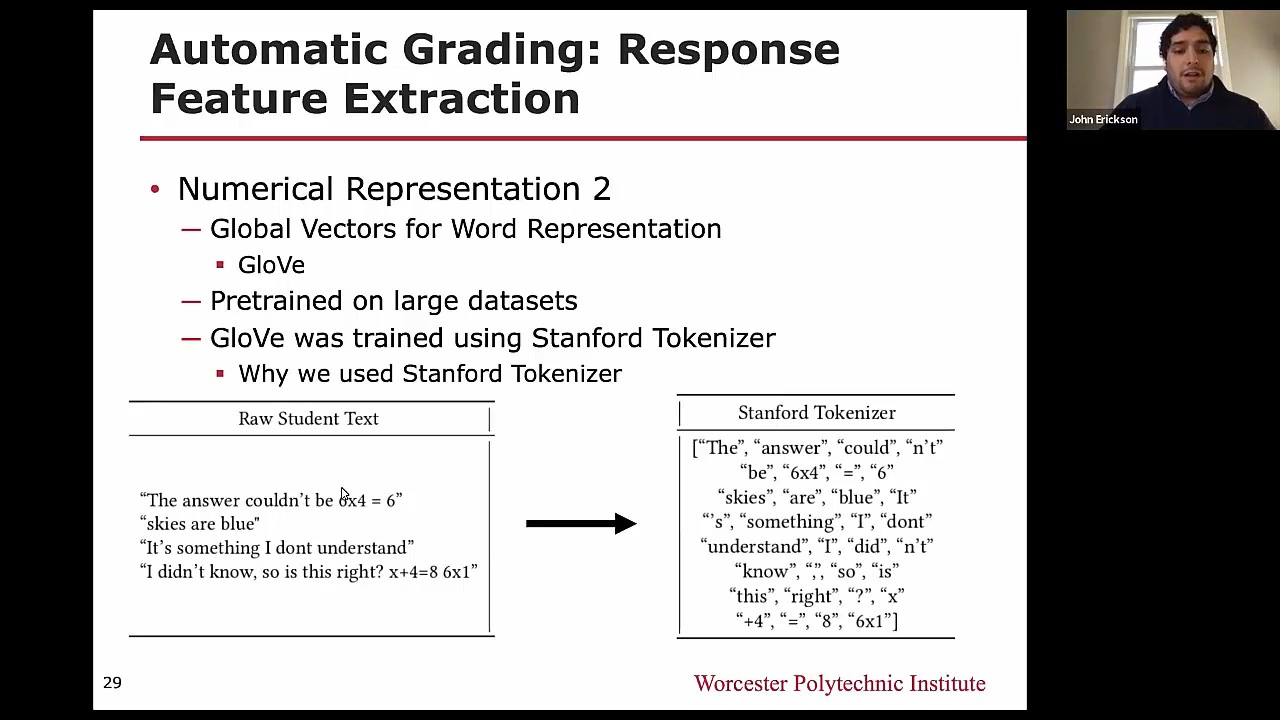 Automatic Grading: Response
Feature Extraction
• Numerical Representation 2
— Global Vectors for Word Representation
▪ GloVe
— Pretrained on large datasets
— GloVe was trained using Stanford Tokenizer
▪ Why we used Stanford Tokenizer
Raw Student Text
“The answer couldn’t be 6x4 = 6”
“skies are blue"
“It’s something I dont understand”
“I didn’t know, so is this right? x+4=8 6x1”
Stanford Tokenizer
[“The”, “answer”, “could”, “n’t”
“be”, “6x4”, “=”, “6”
“skies”, “are”, “blue”, “It”
“’s”, “something”, “I”, “dont”
“understand”, “I”, “did”, “n’t”
“know”, “,”, “so”, “is”
“this”, “right”, “?”, “x”
“+4”, “=”, “8”, “6x1”]
29
Worcester Polytechnic Institute
John Erickson